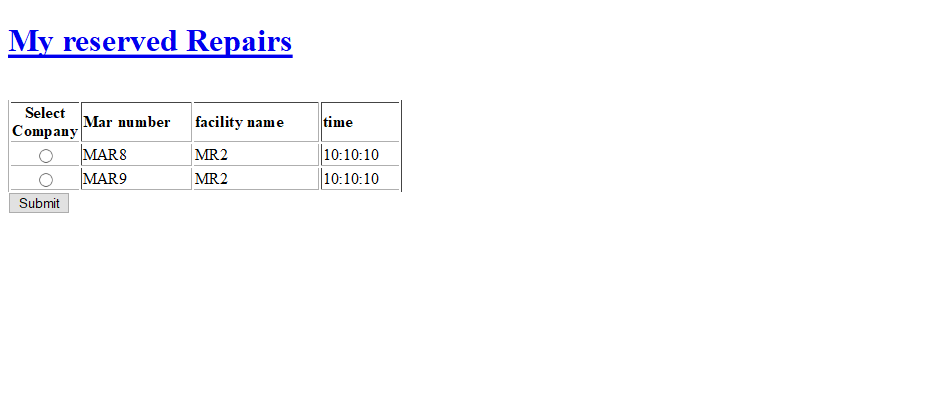 My reserved Repairs
Select Company Mar number facility name time
MAR8 MR2 10:10:10
MAR9 MR2 10:10:10
Submit